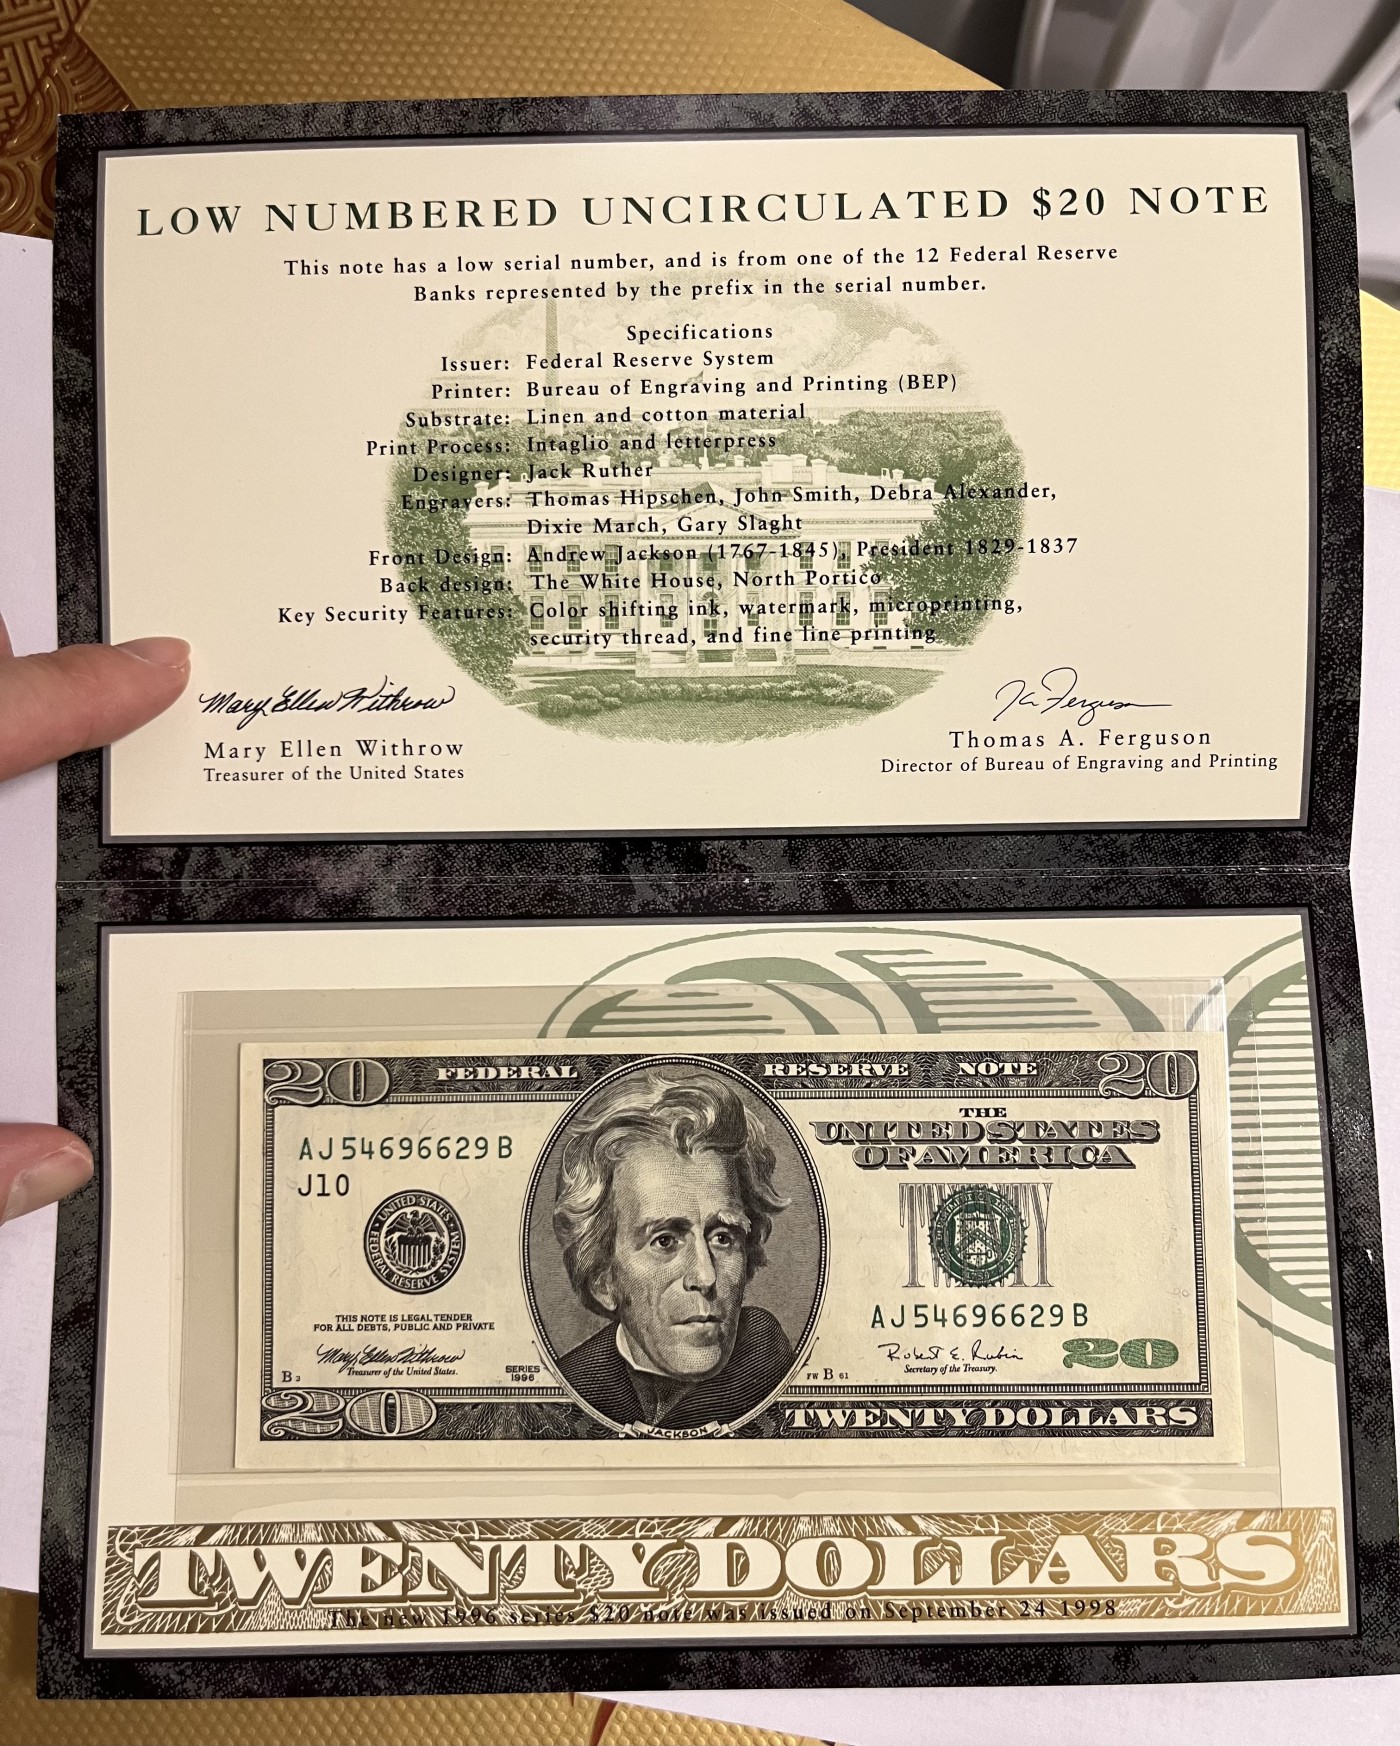 LOW NUMBERED UNCIRCULATED $20 NOTE
This note has a low serial number, and is from one of the 12 Federal Reserve
Banks represented by the prefix in the serial number.
Specifications
Issuer: Federal Reserve System
Printer: Bureau of Engraving and Printing (BEP)
Substrate: Linen and cotton material
Print Process: Intaglio and letterpress
Designer: Jack Ruther
Engravers: Thomas Hipschen, John Smith, Debra Alexander,
Dixie March, Gary Slaght
Front Design: Andrew Jackson (1767-1845), President 1829-1837
Back design: The White House, North Portico
Key Security Features: Color shifting ink, watermark, microprinting,
security thread, and fine line printing
Mary Ellen Withrow
Mary Ellen Withrow
Treasurer of the United States
Thomas A. Ferguson
Director of Bureau of Engraving and Printing
20 FEDERAL RESERVE NOTE 20
THE
UNITED STATES
OF AMERICA
AJ 54696629 B
J10
UNITED STATES
FEDERAL RESERVE SYSTEM
THIS NOTE IS LEGAL TENDER
FOR ALL DEBTS, PUBLIC AND PRIVATE
Mary Ellen Withrow
Treasurer of the United States.
B 3
SERIES
1996
TWENTY
AJ 54696629 B
Robert E. Rubin
Secretary of the Treasury.
FW B 61
20
20
JACKSON
TWENTY DOLLARS
TWENTY DOLLARS
The new 1996 series $20 note was issued on September 24 1998